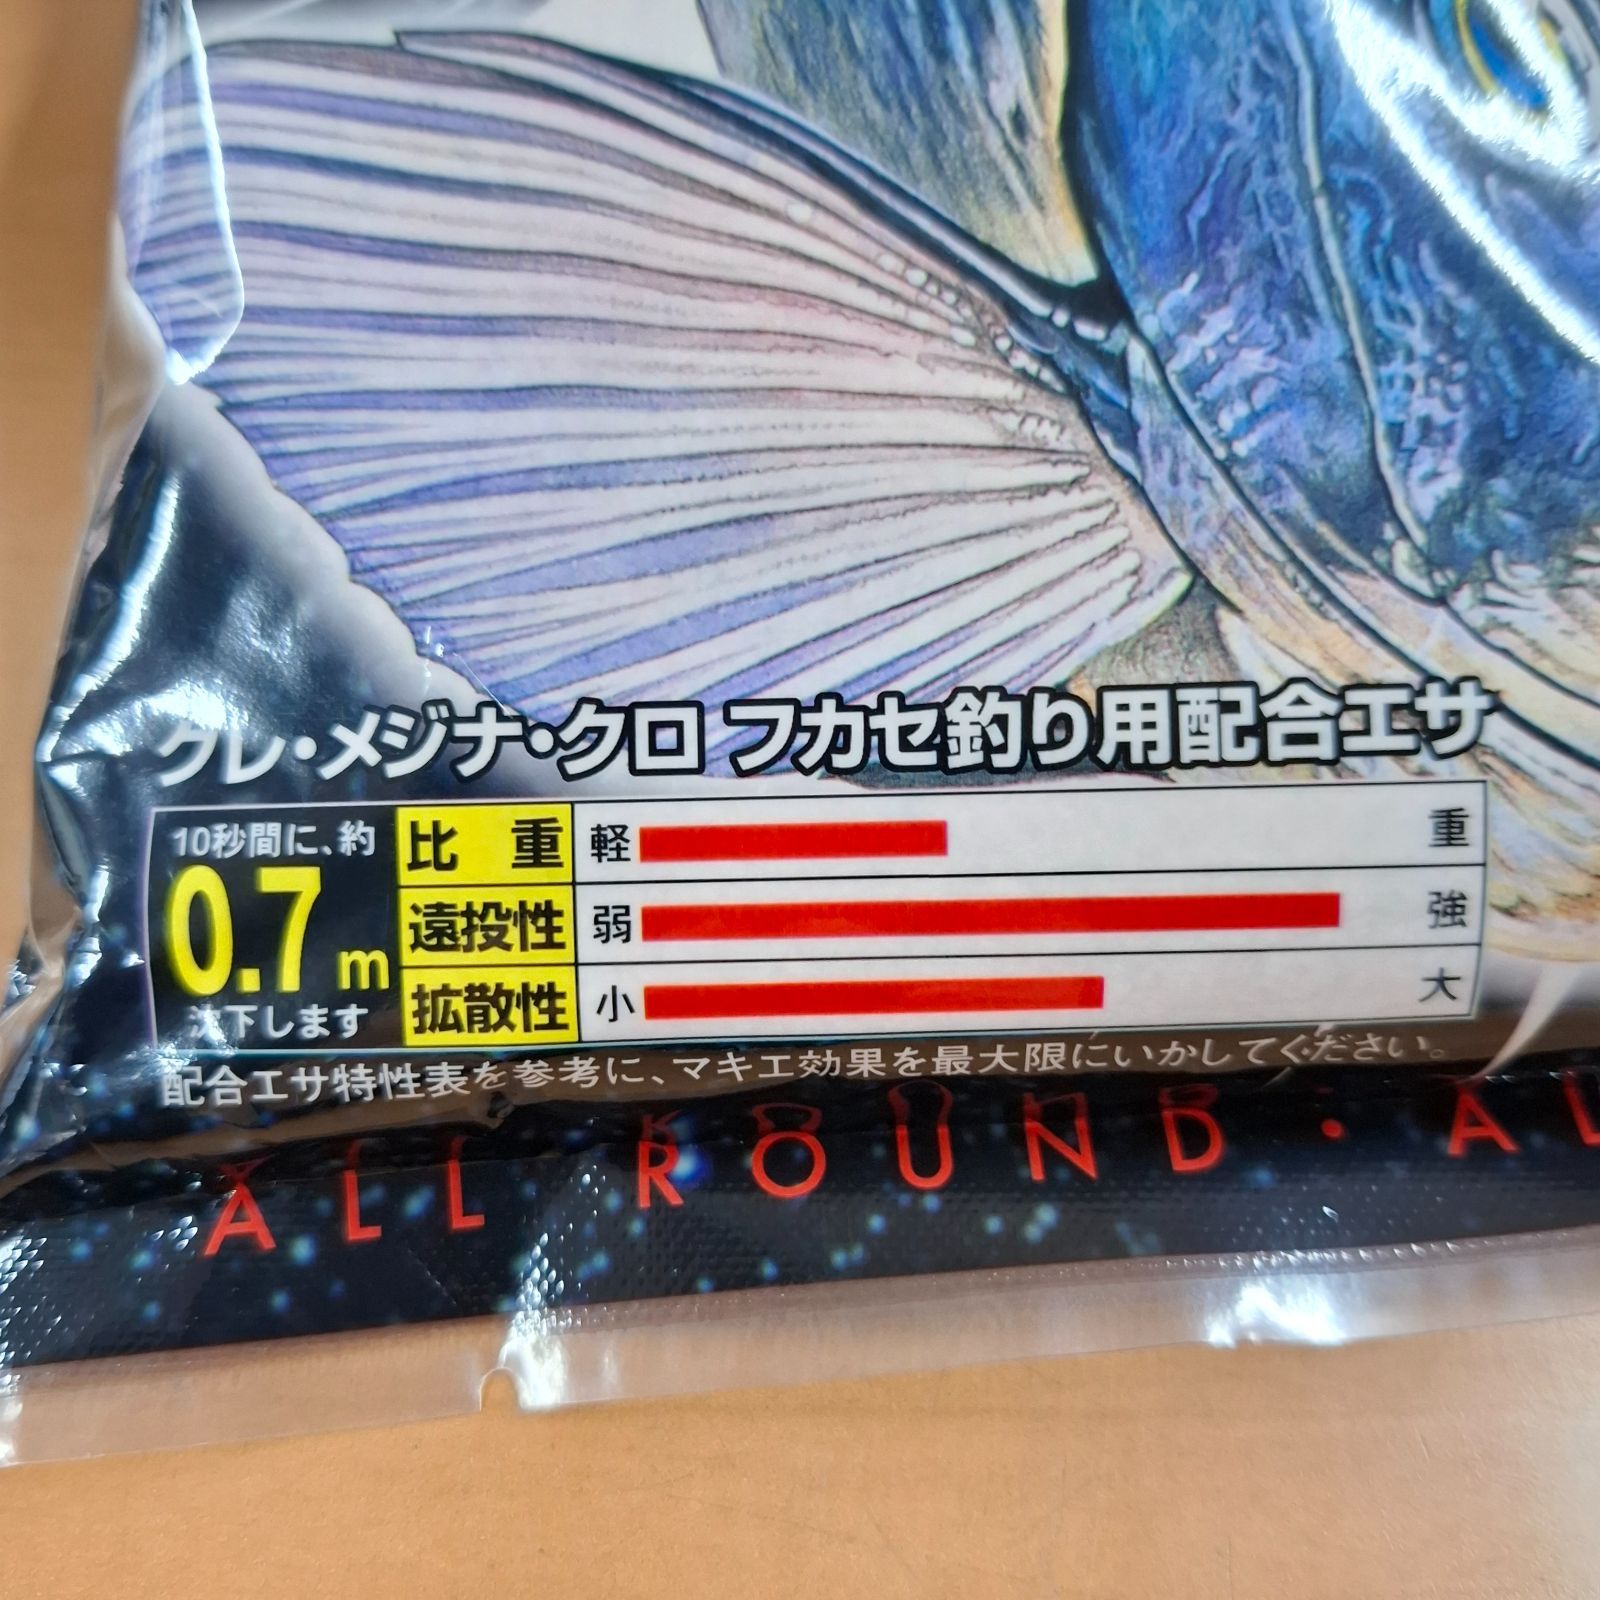 グレ・メジナ・クロ フカセ釣り用配合エサ
10秒間に、約
0.7m
沈下します
比重 軽 重
遠投性 弱 強
拡散性 小 大
配合エサ特性表を参考に、マキエ効果を最大限にいかしてください。
ALL ROUND・AL